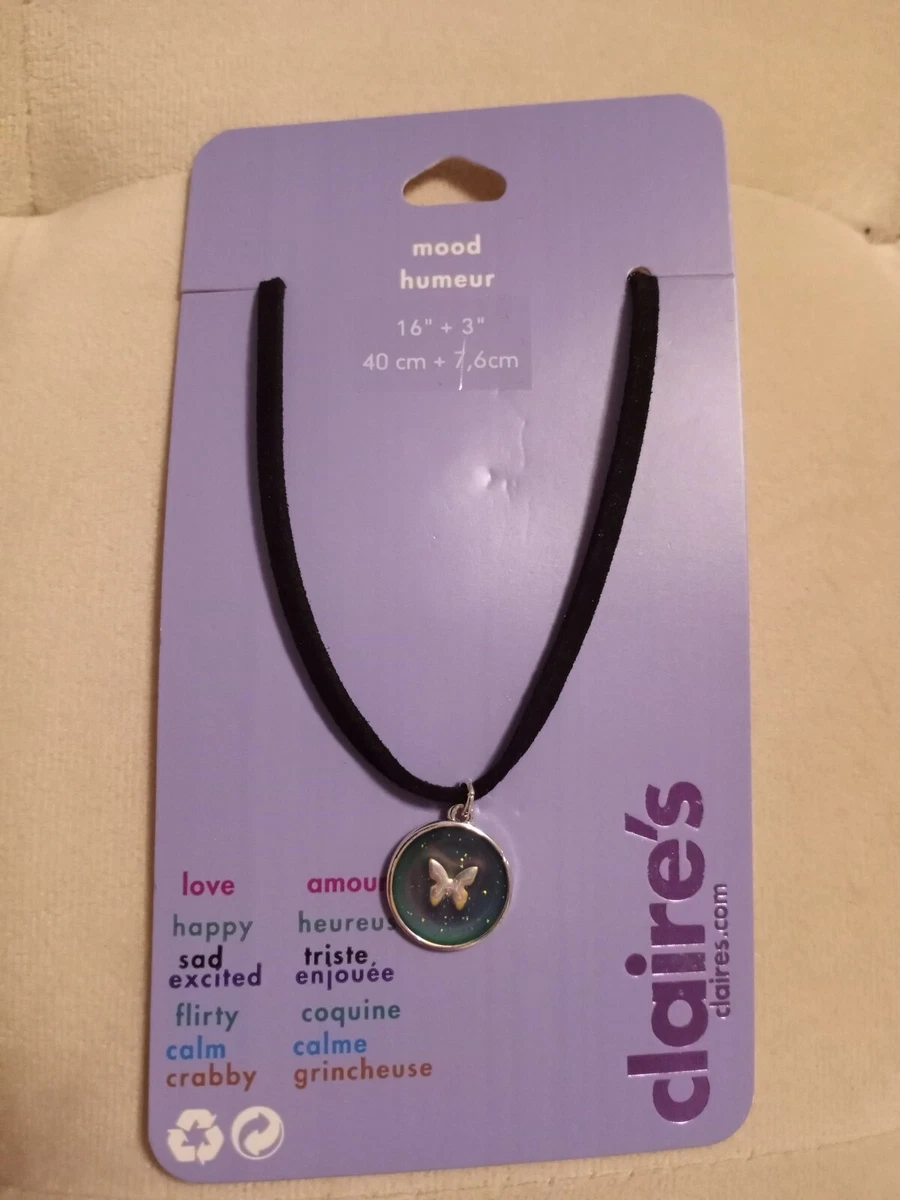 mood
humeur
16" + 3"
40 cm + 7,6cm
love amour
happy heureus
sad triste
excited enjouée
flirty coquine
calm calme
crabby grincheuse
claire's
claires.com